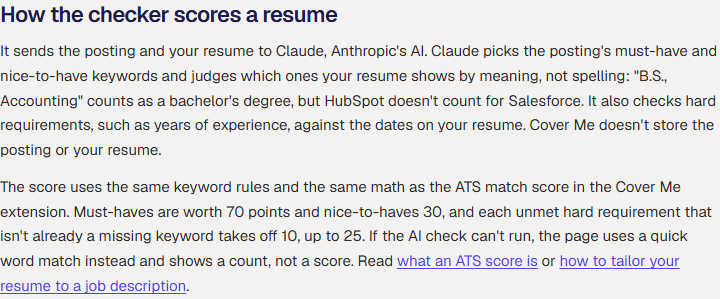 How the checker scores a resume
It sends the posting and your resume to Claude, Anthropic's AI. Claude picks the posting's must-have and
nice-to-have keywords and judges which ones your resume shows by meaning, not spelling: "B.S.,
Accounting" counts as a bachelor's degree, but HubSpot doesn't count for Salesforce. It also checks hard
requirements, such as years of experience, against the dates on your resume. Cover Me doesn't store the
posting or your resume.
The score uses the same keyword rules and the same math as the ATS match score in the Cover Me
extension. Must-haves are worth 70 points and nice-to-haves 30, and each unmet hard requirement that
isn't already a missing keyword takes off 10, up to 25. If the AI check can't run, the page uses a quick
word match instead and shows a count, not a score. Read what an ATS score is or how to tailor your
resume to a job description.